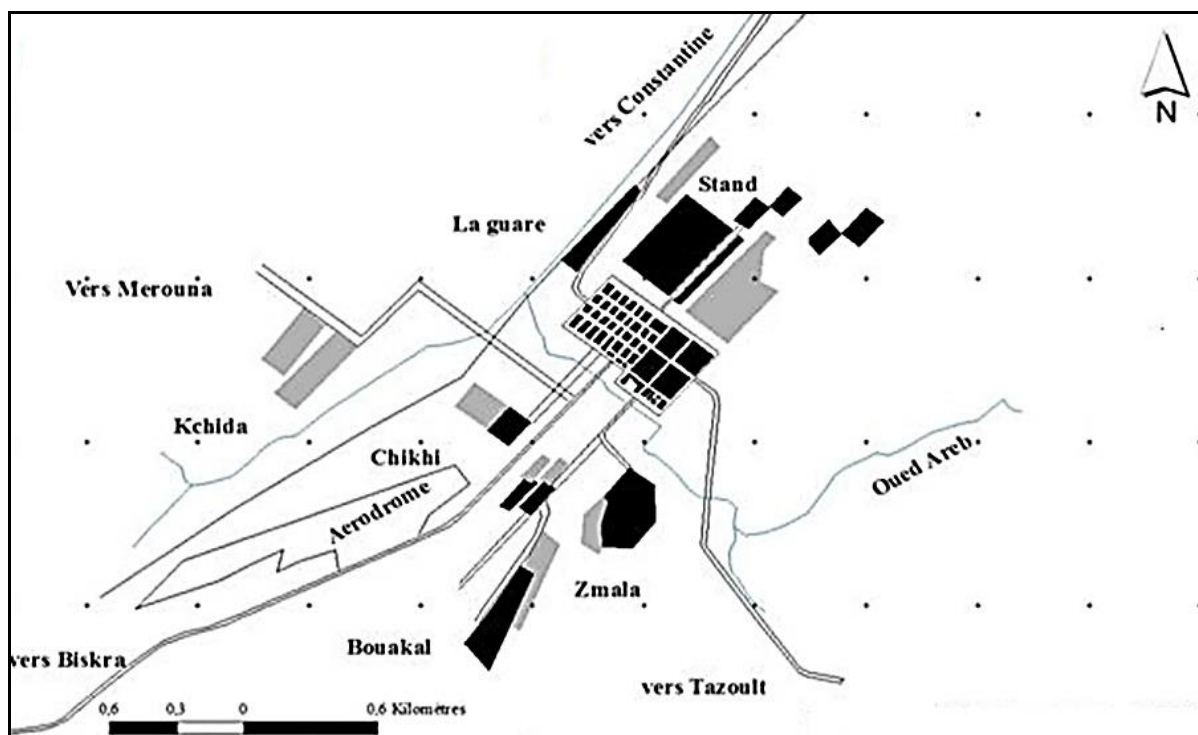 vers Constantine
N
Stand
La guare
Vers Merouna
Kchida
Chikhi
Aerodrome
Oued Areb
Zmala
Bouakal
vers Biskra
vers Tazoult
0,6 0,3 0 0,6 Kilomètres